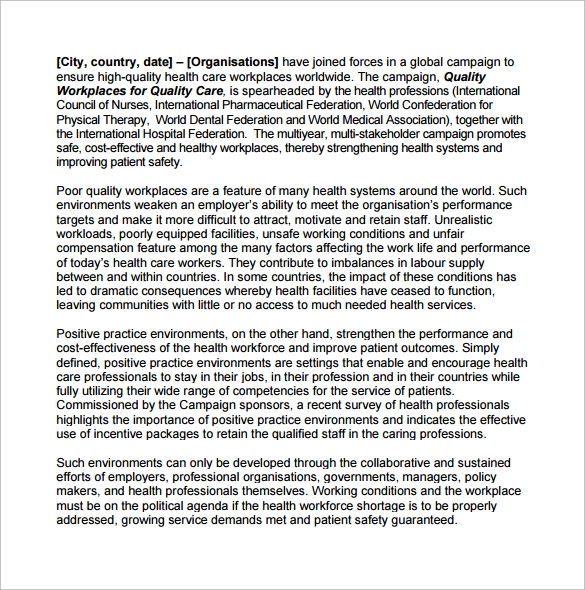 [City, country, date] – [Organisations] have joined forces in a global campaign to
ensure high-quality health care workplaces worldwide. The campaign, Quality
Workplaces for Quality Care, is spearheaded by the health professions (International
Council of Nurses, International Pharmaceutical Federation, World Confederation for
Physical Therapy, World Dental Federation and World Medical Association), together with
the International Hospital Federation. The multiyear, multi-stakeholder campaign promotes
safe, cost-effective and healthy workplaces, thereby strengthening health systems and
improving patient safety.
Poor quality workplaces are a feature of many health systems around the world. Such
environments weaken an employer's ability to meet the organisation's performance
targets and make it more difficult to attract, motivate and retain staff. Unrealistic
workloads, poorly equipped facilities, unsafe working conditions and unfair
compensation feature among the many factors affecting the work life and performance
of today's health care workers. They contribute to imbalances in labour supply
between and within countries. In some countries, the impact of these conditions has
led to dramatic consequences whereby health facilities have ceased to function,
leaving communities with little or no access to much needed health services.
Positive practice environments, on the other hand, strengthen the performance and
cost-effectiveness of the health workforce and improve patient outcomes. Simply
defined, positive practice environments are settings that enable and encourage health
care professionals to stay in their jobs, in their profession and in their countries while
fully utilizing their wide range of competencies for the service of patients.
Commissioned by the Campaign sponsors, a recent survey of health professionals
highlights the importance of positive practice environments and indicates the effective
use of incentive packages to retain the qualified staff in the caring professions.
Such environments can only be developed through the collaborative and sustained
efforts of employers, professional organisations, governments, managers, policy
makers, and health professionals themselves. Working conditions and the workplace
must be on the political agenda if the health workforce shortage is to be properly
addressed, growing service demands met and patient safety guaranteed.